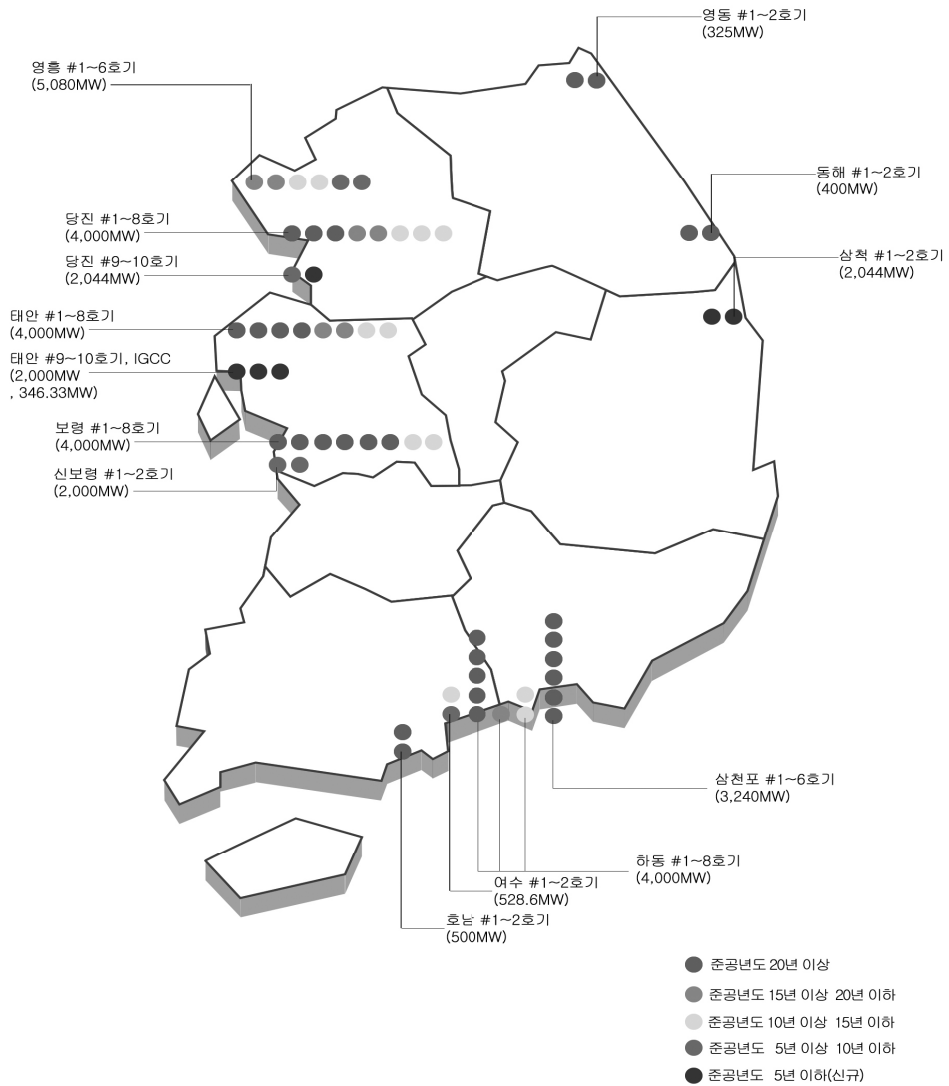 영동 #1~2호기
(325MW)
영흥 #1~6호기
(5,080MW)
동해 #1~2호기
(400MW)
당진 #1~8호기
(4,000MW)
삼척 #1~2호기
(2,044MW)
당진 #9~10호기
(2,044MW)
태안 #1~8호기
(4,000MW)
태안 #9~10호기, IGCC
(2,000MW
, 346.33MW)
보령 #1~8호기
(4,000MW)
신보령 #1~2호기
(2,000MW)
삼천포 #1~6호기
(3,240MW)
하동 #1~8호기
(4,000MW)
여수 #1~2호기
(528.6MW)
호남 #1~2호기
(500MW)
준공년도 20년 이상
준공년도 15년 이상 20년 이하
준공년도 10년 이상 15년 이하
준공년도 5년 이상 10년 이하
준공년도 5년 이하(신규)